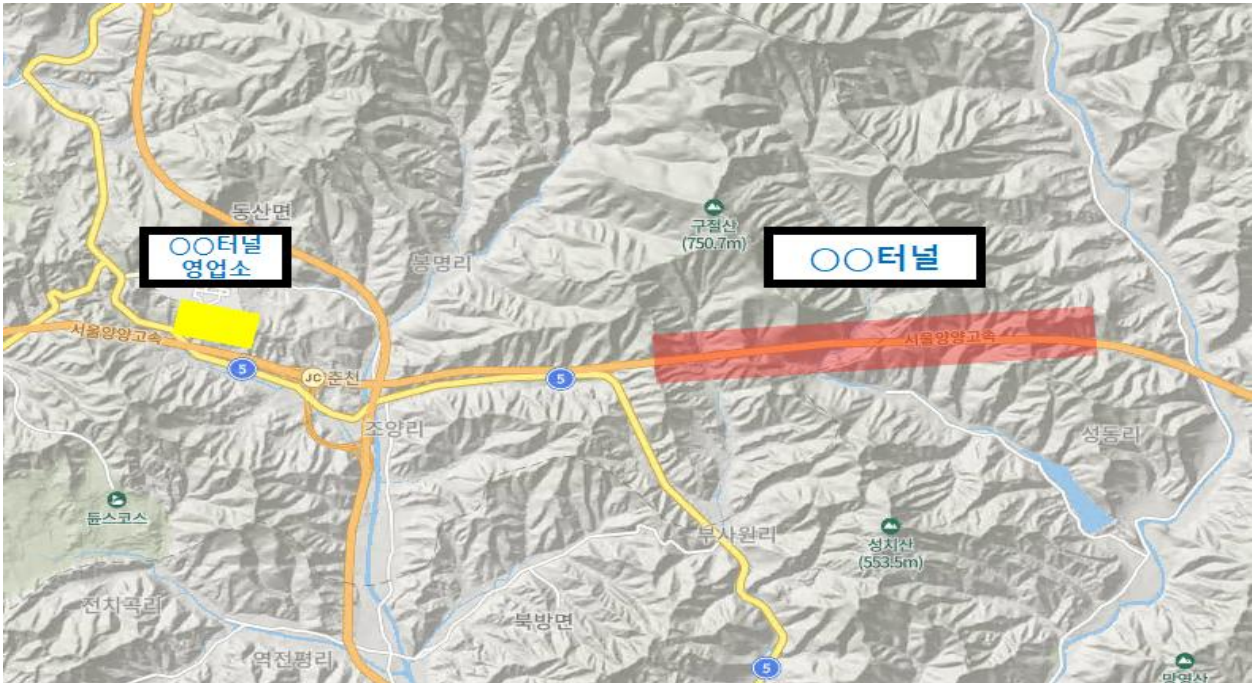 동산면
○○터널
영업소
봉명리
구절산
(750.7m)
○○터널
서울양양고속
서울양양고속
5
JC 춘천
5
조양리
성동리
듄스코스
부사원리
성치산
(553.5m)
전치곡리
북방면
역전평리
5
망령산